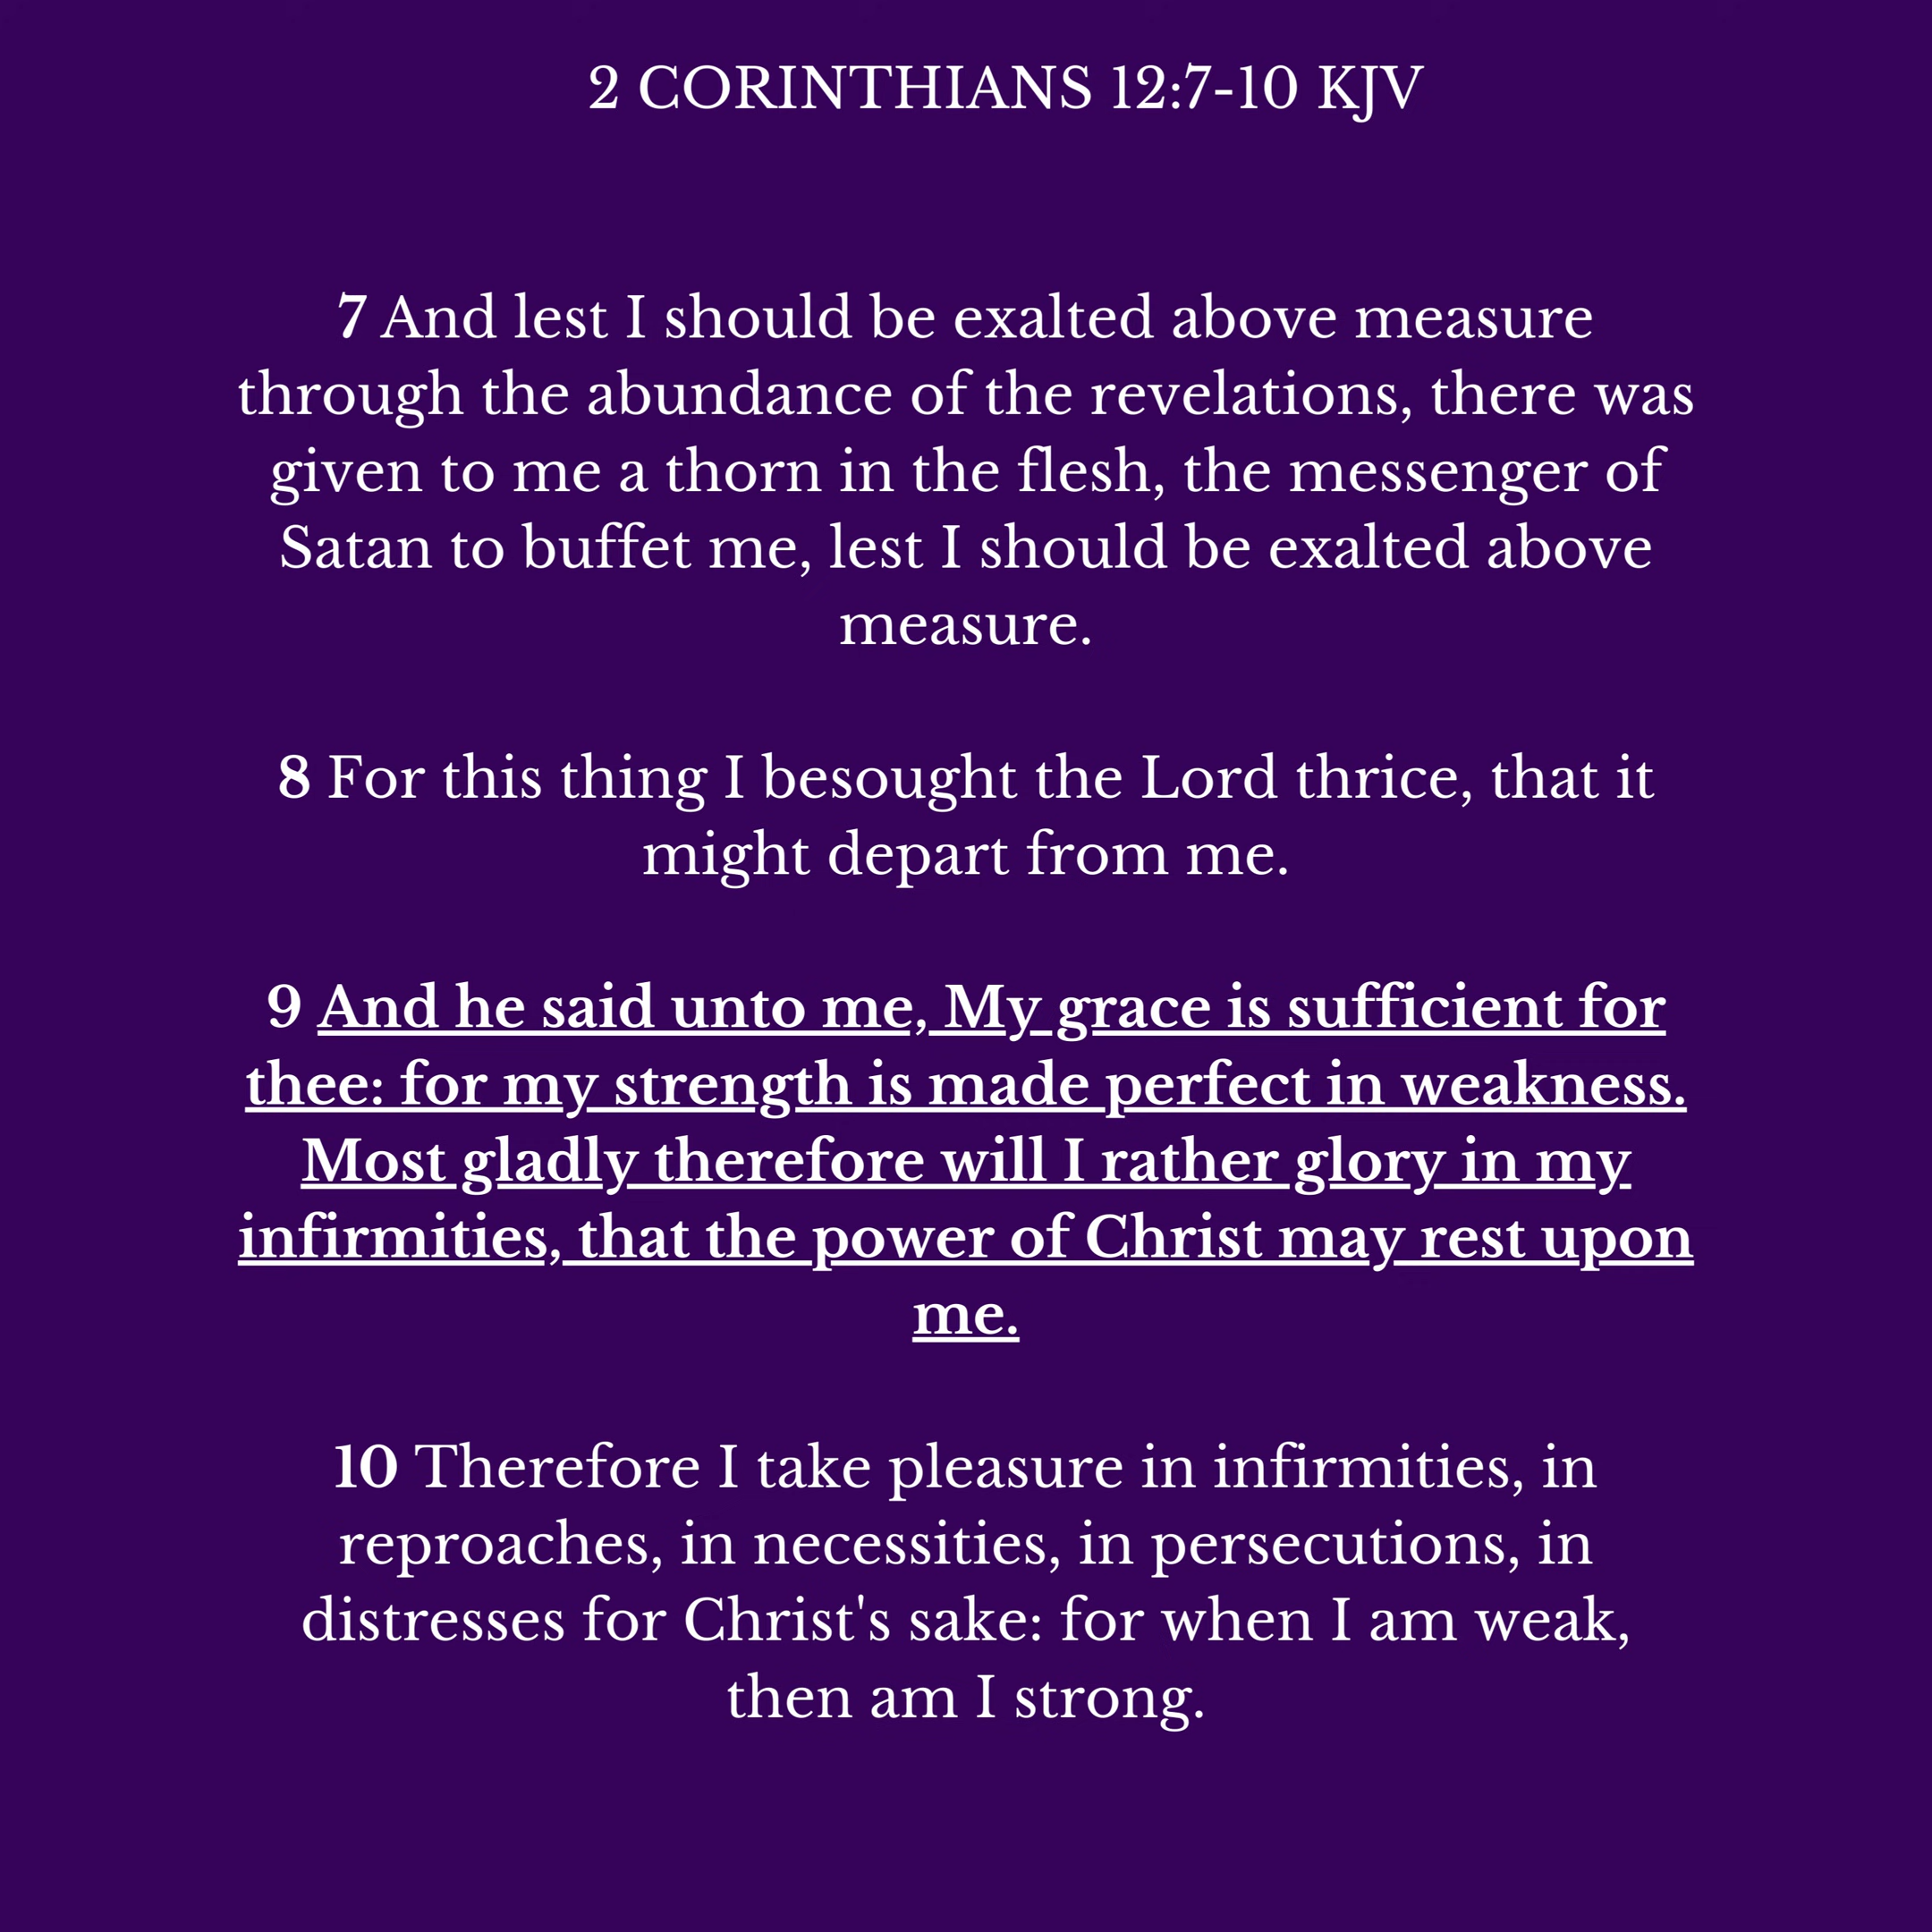 2 CORINTHIANS 12:7-10 KJV
7 And lest I should be exalted above measure
through the abundance of the revelations, there was
given to me a thorn in the flesh, the messenger of
Satan to buffet me, lest I should be exalted above
measure.
8 For this thing I besought the Lord thrice, that it
might depart from me.
9 And he said unto me, My grace is sufficient for
thee: for my strength is made perfect in weakness.
Most gladly therefore will I rather glory in my
infirmities, that the power of Christ may rest upon
me.
10 Therefore I take pleasure in infirmities, in
reproaches, in necessities, in persecutions, in
distresses for Christ's sake: for when I am weak,
then am I strong.